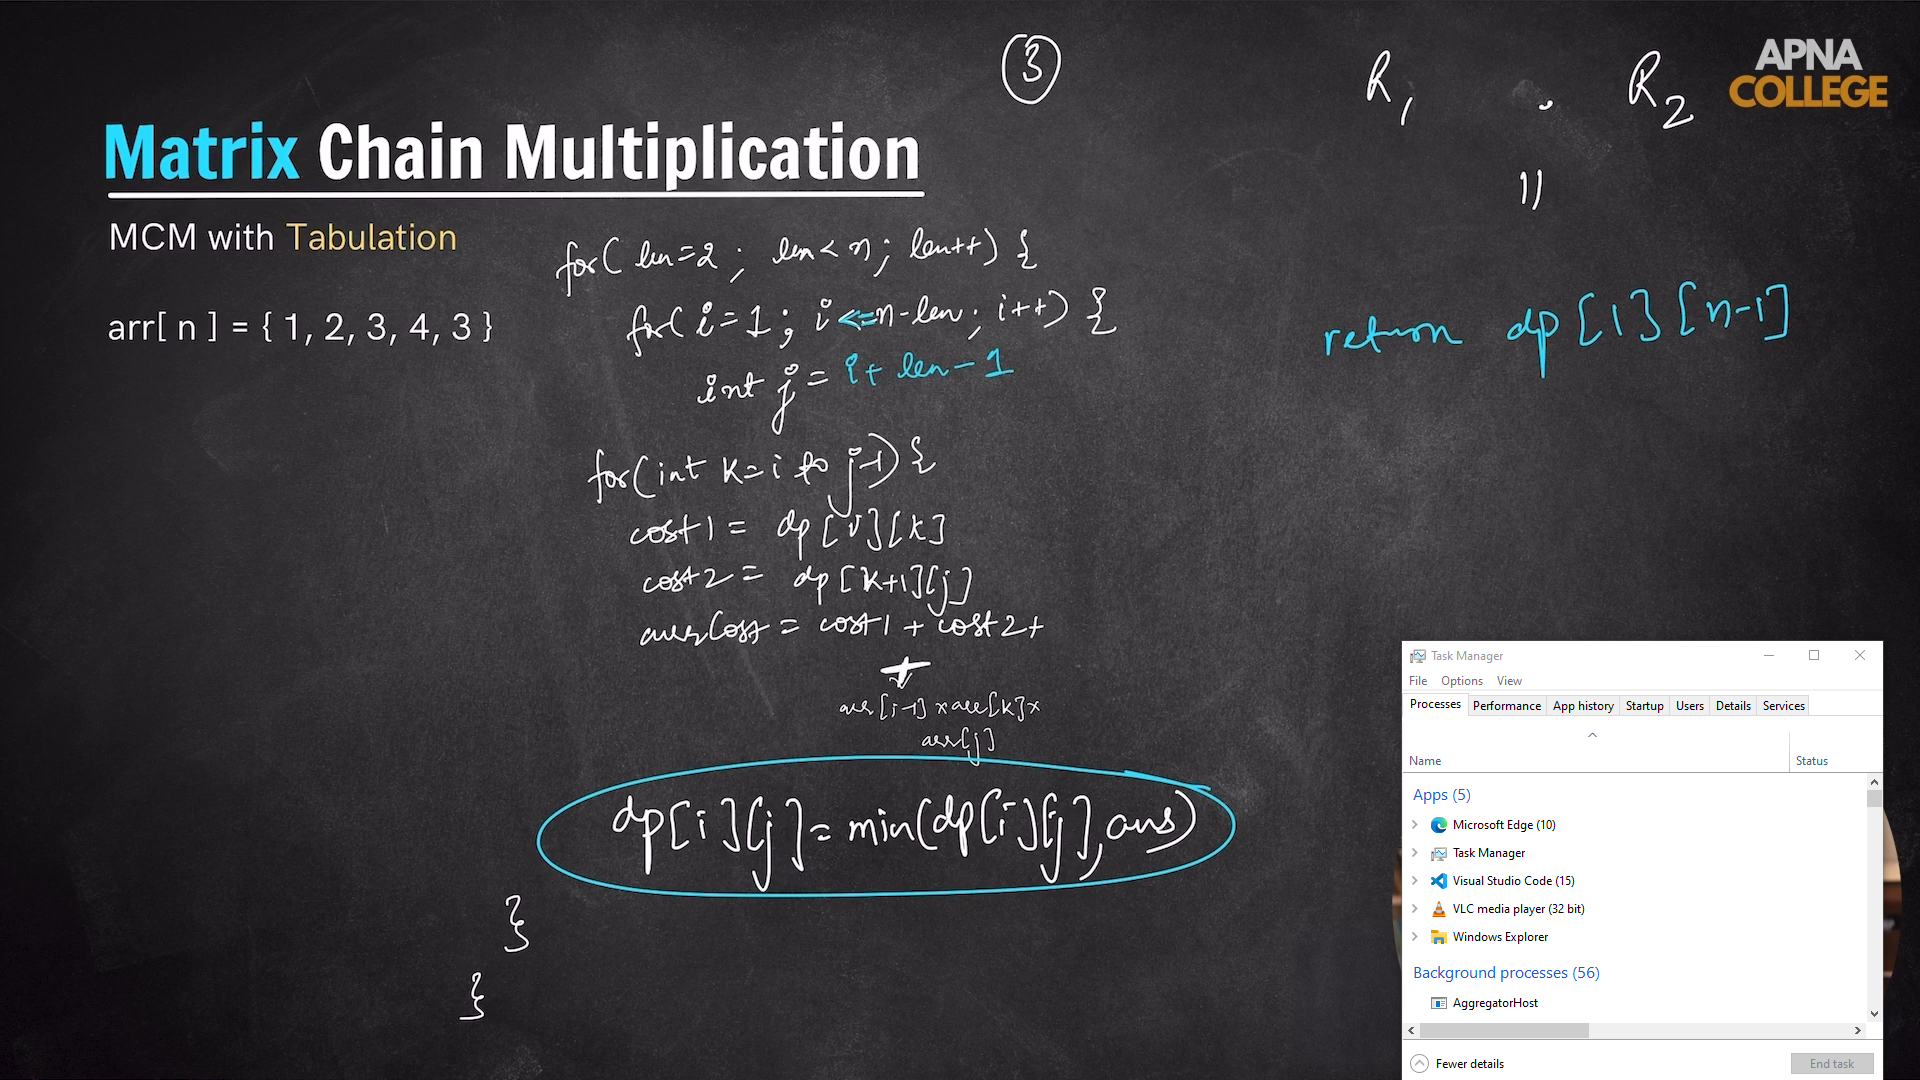 3
R1 . R2
APNA
COLLEGE
Matrix Chain Multiplication
MCM with Tabulation
arr[ n ] = { 1, 2, 3, 4, 3 }
for( len=2 ; len < n; len++) {
for( i=1 ; i <=n-len ; i++) {
int j = i+ len-1
for(int k=i to j-1) {
cost1 = dp[i][k]
cost2 = dp[k+1][j]
cost1 + cost2 +
+
arr[i-1] x arr[k] x
arr[j]
dp[i][j] = min(dp[i][j], ans)
}
}
return dp[1][n-1]
Task Manager
File Options View
Processes Performance App history Startup Users Details Services
Name Status
Apps (5)
Microsoft Edge (10)
Task Manager
Visual Studio Code (15)
VLC media player (32 bit)
Windows Explorer
Background processes (56)
AggregatorHost
Fewer details End task